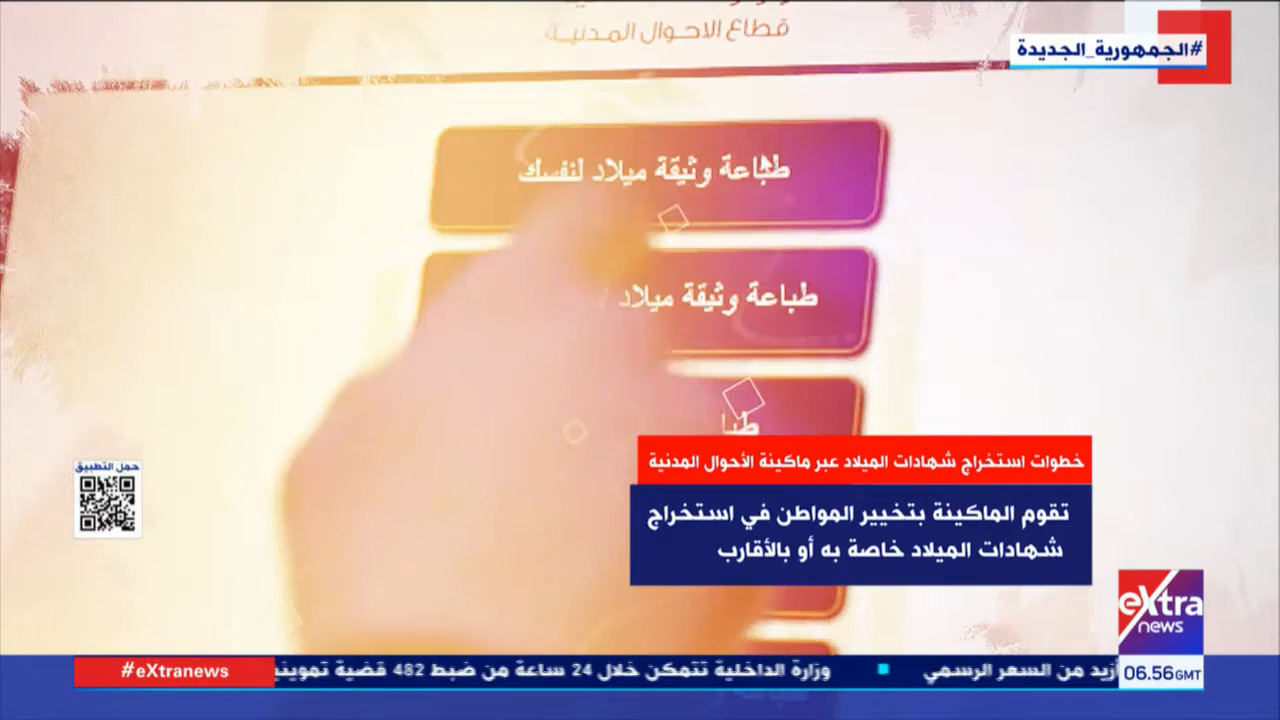 قطاع الاحوال المدنية
#الجمهورية_الجديدة
طباعة وثيقة ميلاد لنفسك
طباعة وثيقة ميلاد
حمل التطبيق
خطوات استخراج شهادات الميلاد عبر ماكينة الأحوال المدنية
تقوم الماكينة بتخيير المواطن في استخراج
شهادات الميلاد خاصة به أو بالأقارب
eXtra
news
أزيد من السعر الرسمي ■ وزارة الداخلية تتمكن خلال 24 ساعة من ضبط 482 قضية
#eXtranews
06.56GMT